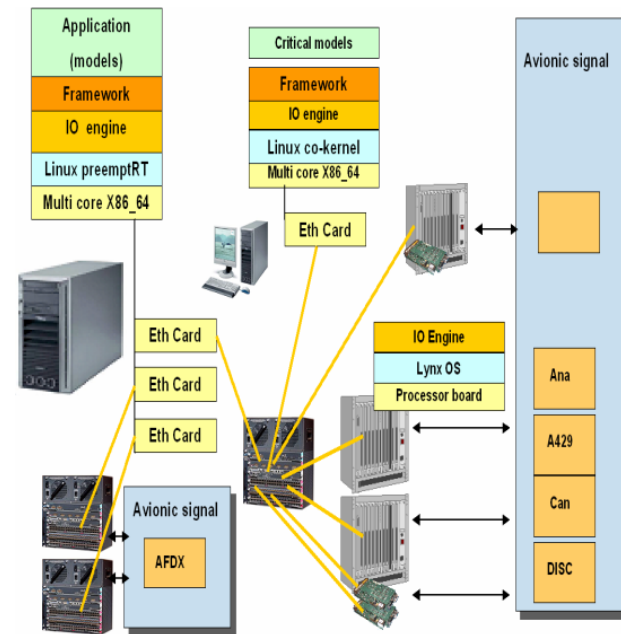 Application
(models)
Framework
IO engine
Linux preemptRT
Multi core X86_64
Critical models
Framework
IO engine
Linux co-kernel
Multi core X86_64
Eth Card
Avionic signal
Eth Card
Eth Card
Eth Card
IO Engine
Lynx OS
Processor board
Ana
A429
Can
DISC
Avionic signal
AFDX